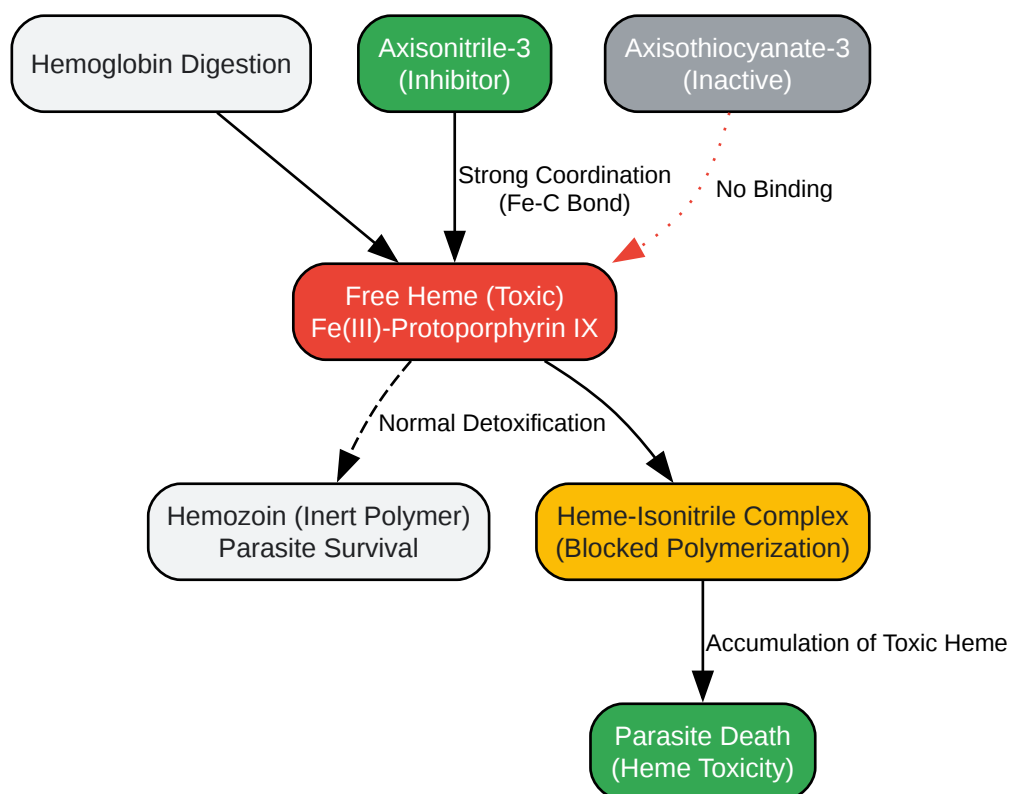 Hemoglobin Digestion
Axisonitrile-3
(Inhibitor)
Axisothiocyanate-3
(Inactive)
Strong Coordination
(Fe-C Bond)
No Binding
Free Heme (Toxic)
Fe(III)-Protoporphyrin IX
Normal Detoxification
Hemozoin (Inert Polymer)
Parasite Survival
Heme-Isonitrile Complex
(Blocked Polymerization)
Accumulation of Toxic Heme
Parasite Death
(Heme Toxicity)